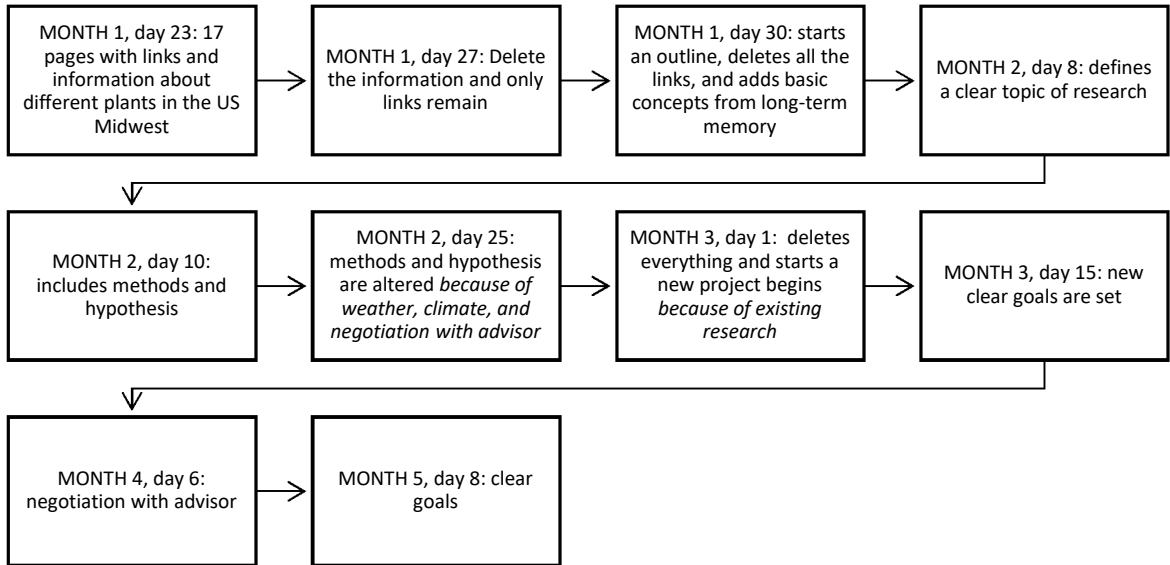 MONTH 1, day 23: 17
pages with links and
information about
different plants in the US
Midwest
MONTH 1, day 27: Delete
the information and only
links remain
MONTH 1, day 30: starts
an outline, deletes all the
links, and adds basic
concepts from long-term
memory
MONTH 2, day 8: defines
a clear topic of research
MONTH 2, day 10:
includes methods and
hypothesis
MONTH 2, day 25:
methods and hypothesis
are altered because of
weather, climate, and
negotiation with advisor
MONTH 3, day 1:  deletes
everything and starts a
new project begins
because of existing
research
MONTH 3, day 15: new
clear goals are set
MONTH 4, day 6:
negotiation with advisor
MONTH 5, day 8: clear
goals